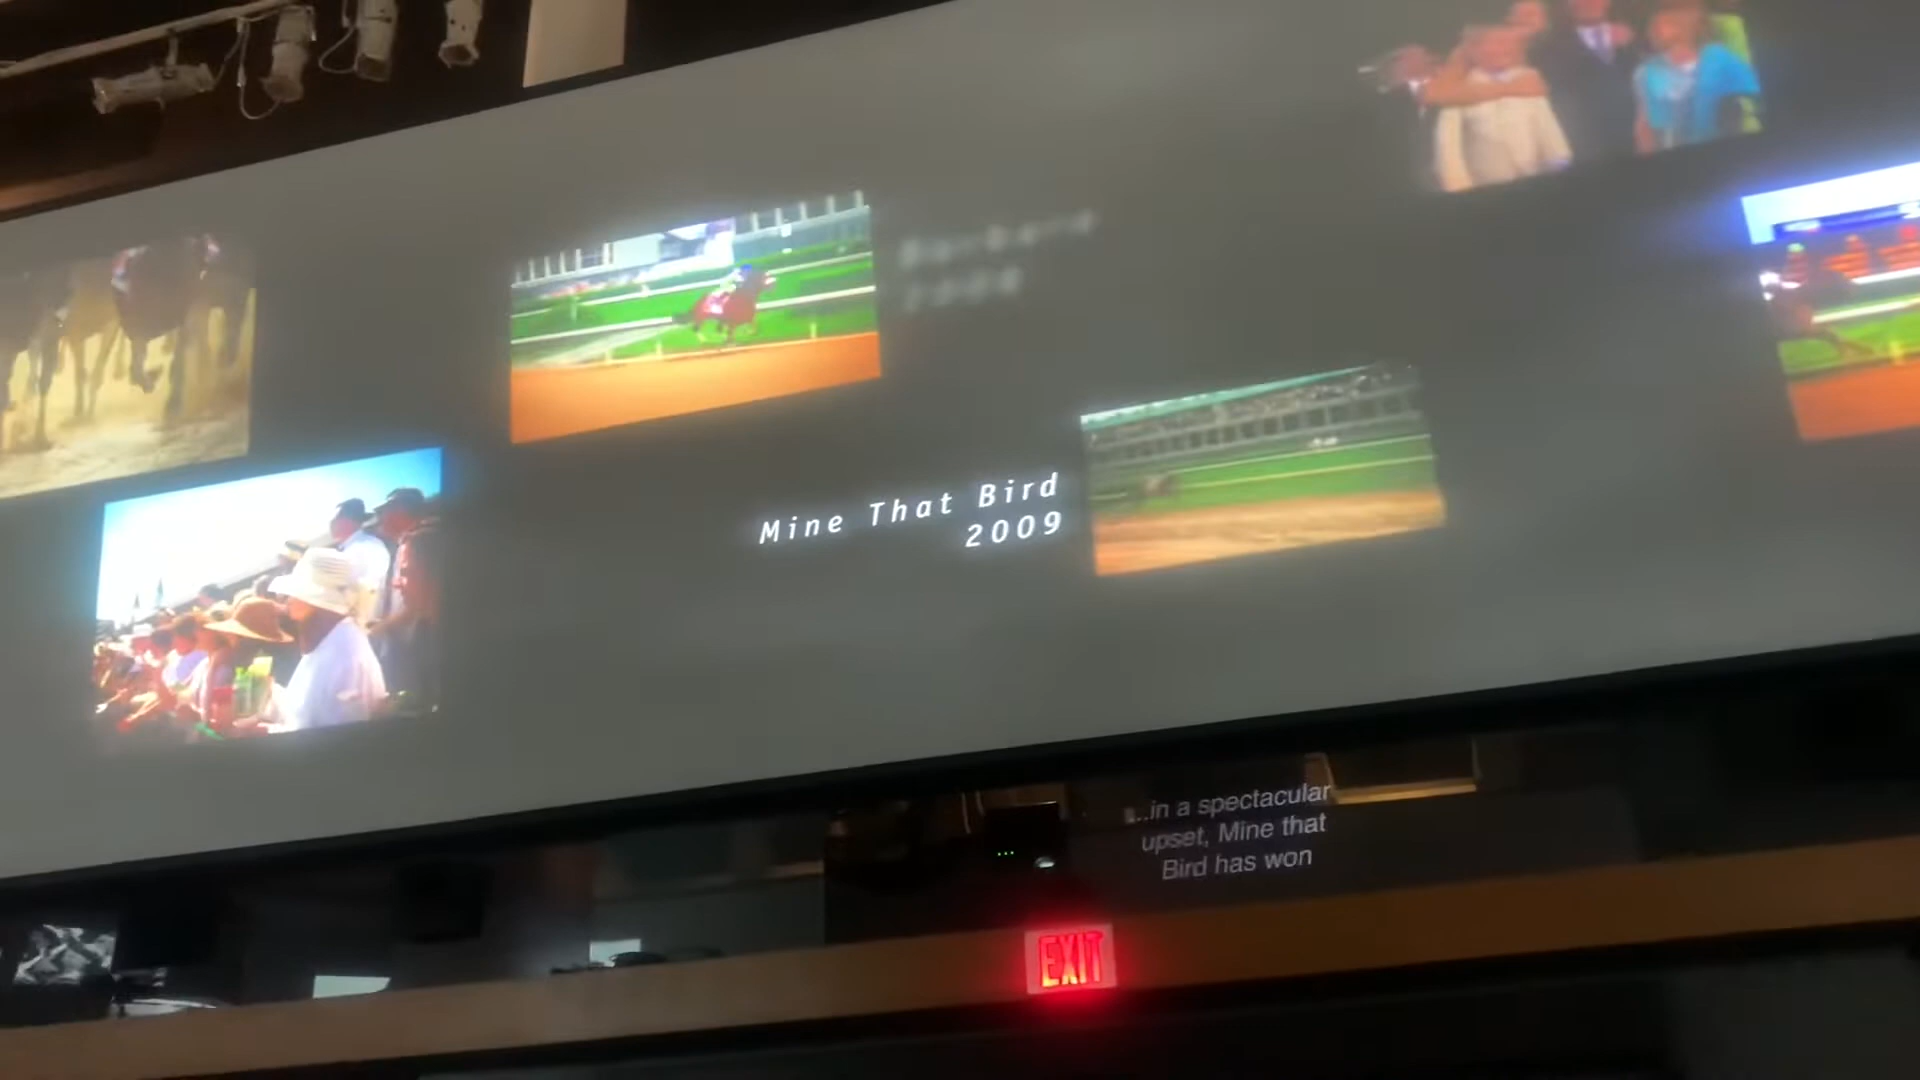 Mine That Bird
2009
...in a spectacular
upset, Mine that
Bird has won
EXIT